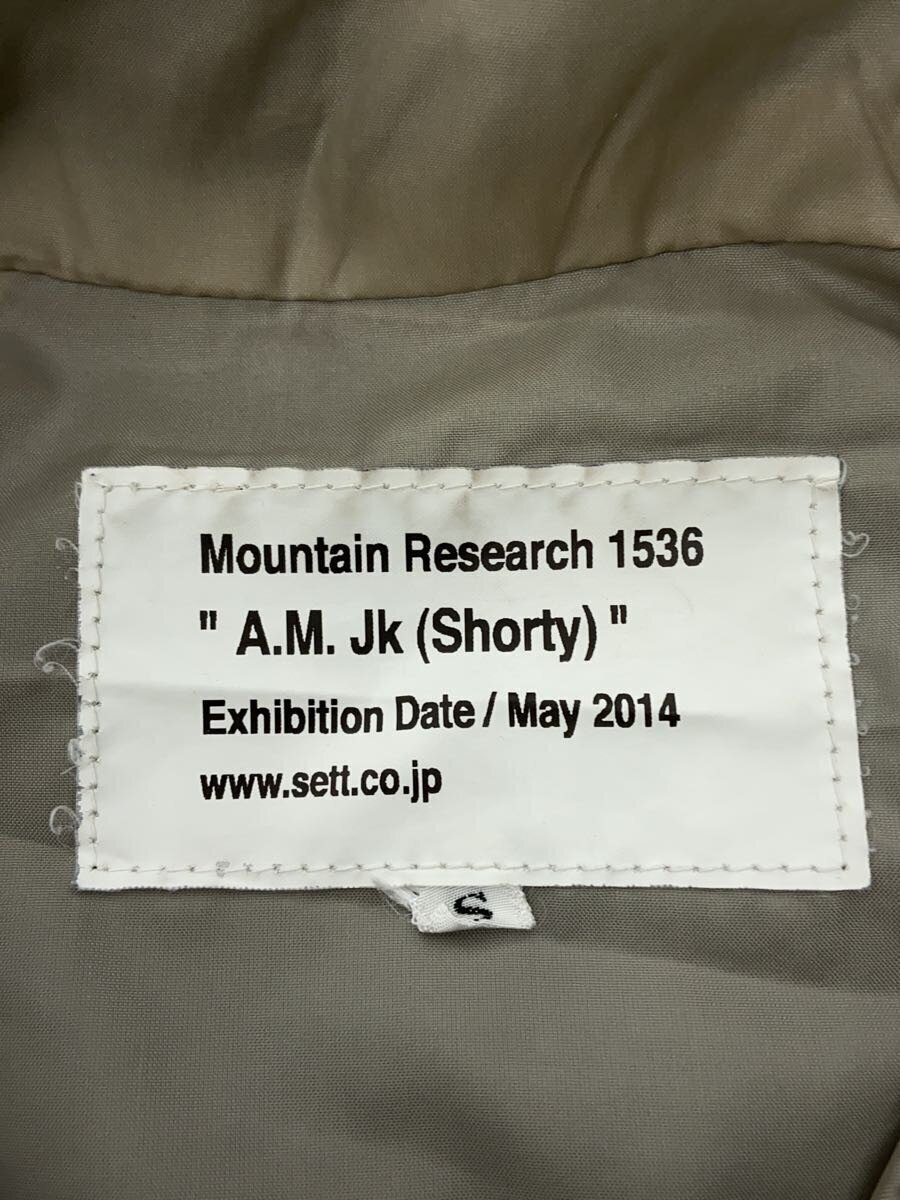 Mountain Research 1536
" A.M. Jk (Shorty) "
Exhibition Date / May 2014
www.sett.co.jp
S